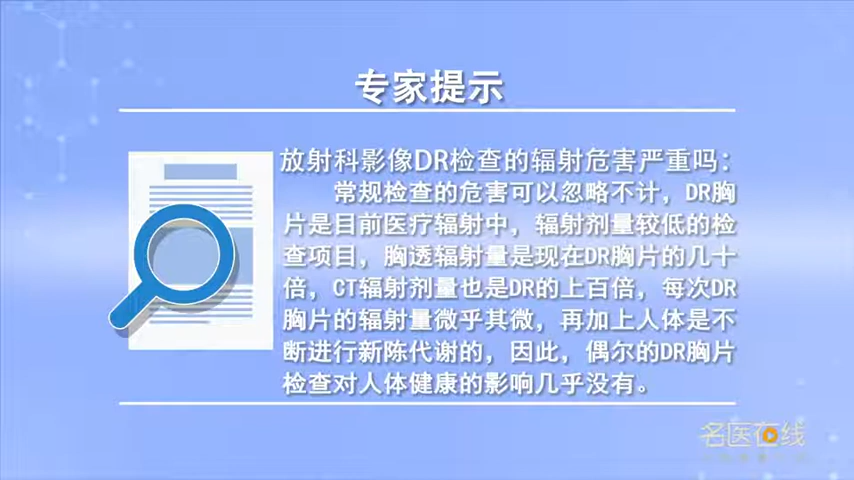 专家提示
放射科影像DR检查的辐射危害严重吗：
常规检查的危害可以忽略不计，DR胸
片是目前医疗辐射中，辐射剂量较低的检
查项目，胸透辐射量是现在DR胸片的几十
倍，CT辐射剂量也是DR的上百倍，每次DR
胸片的辐射量微乎其微，再加上人体是不
断进行新陈代谢的，因此，偶尔的DR胸片
检查对人体健康的影响几乎没有。
名医在线